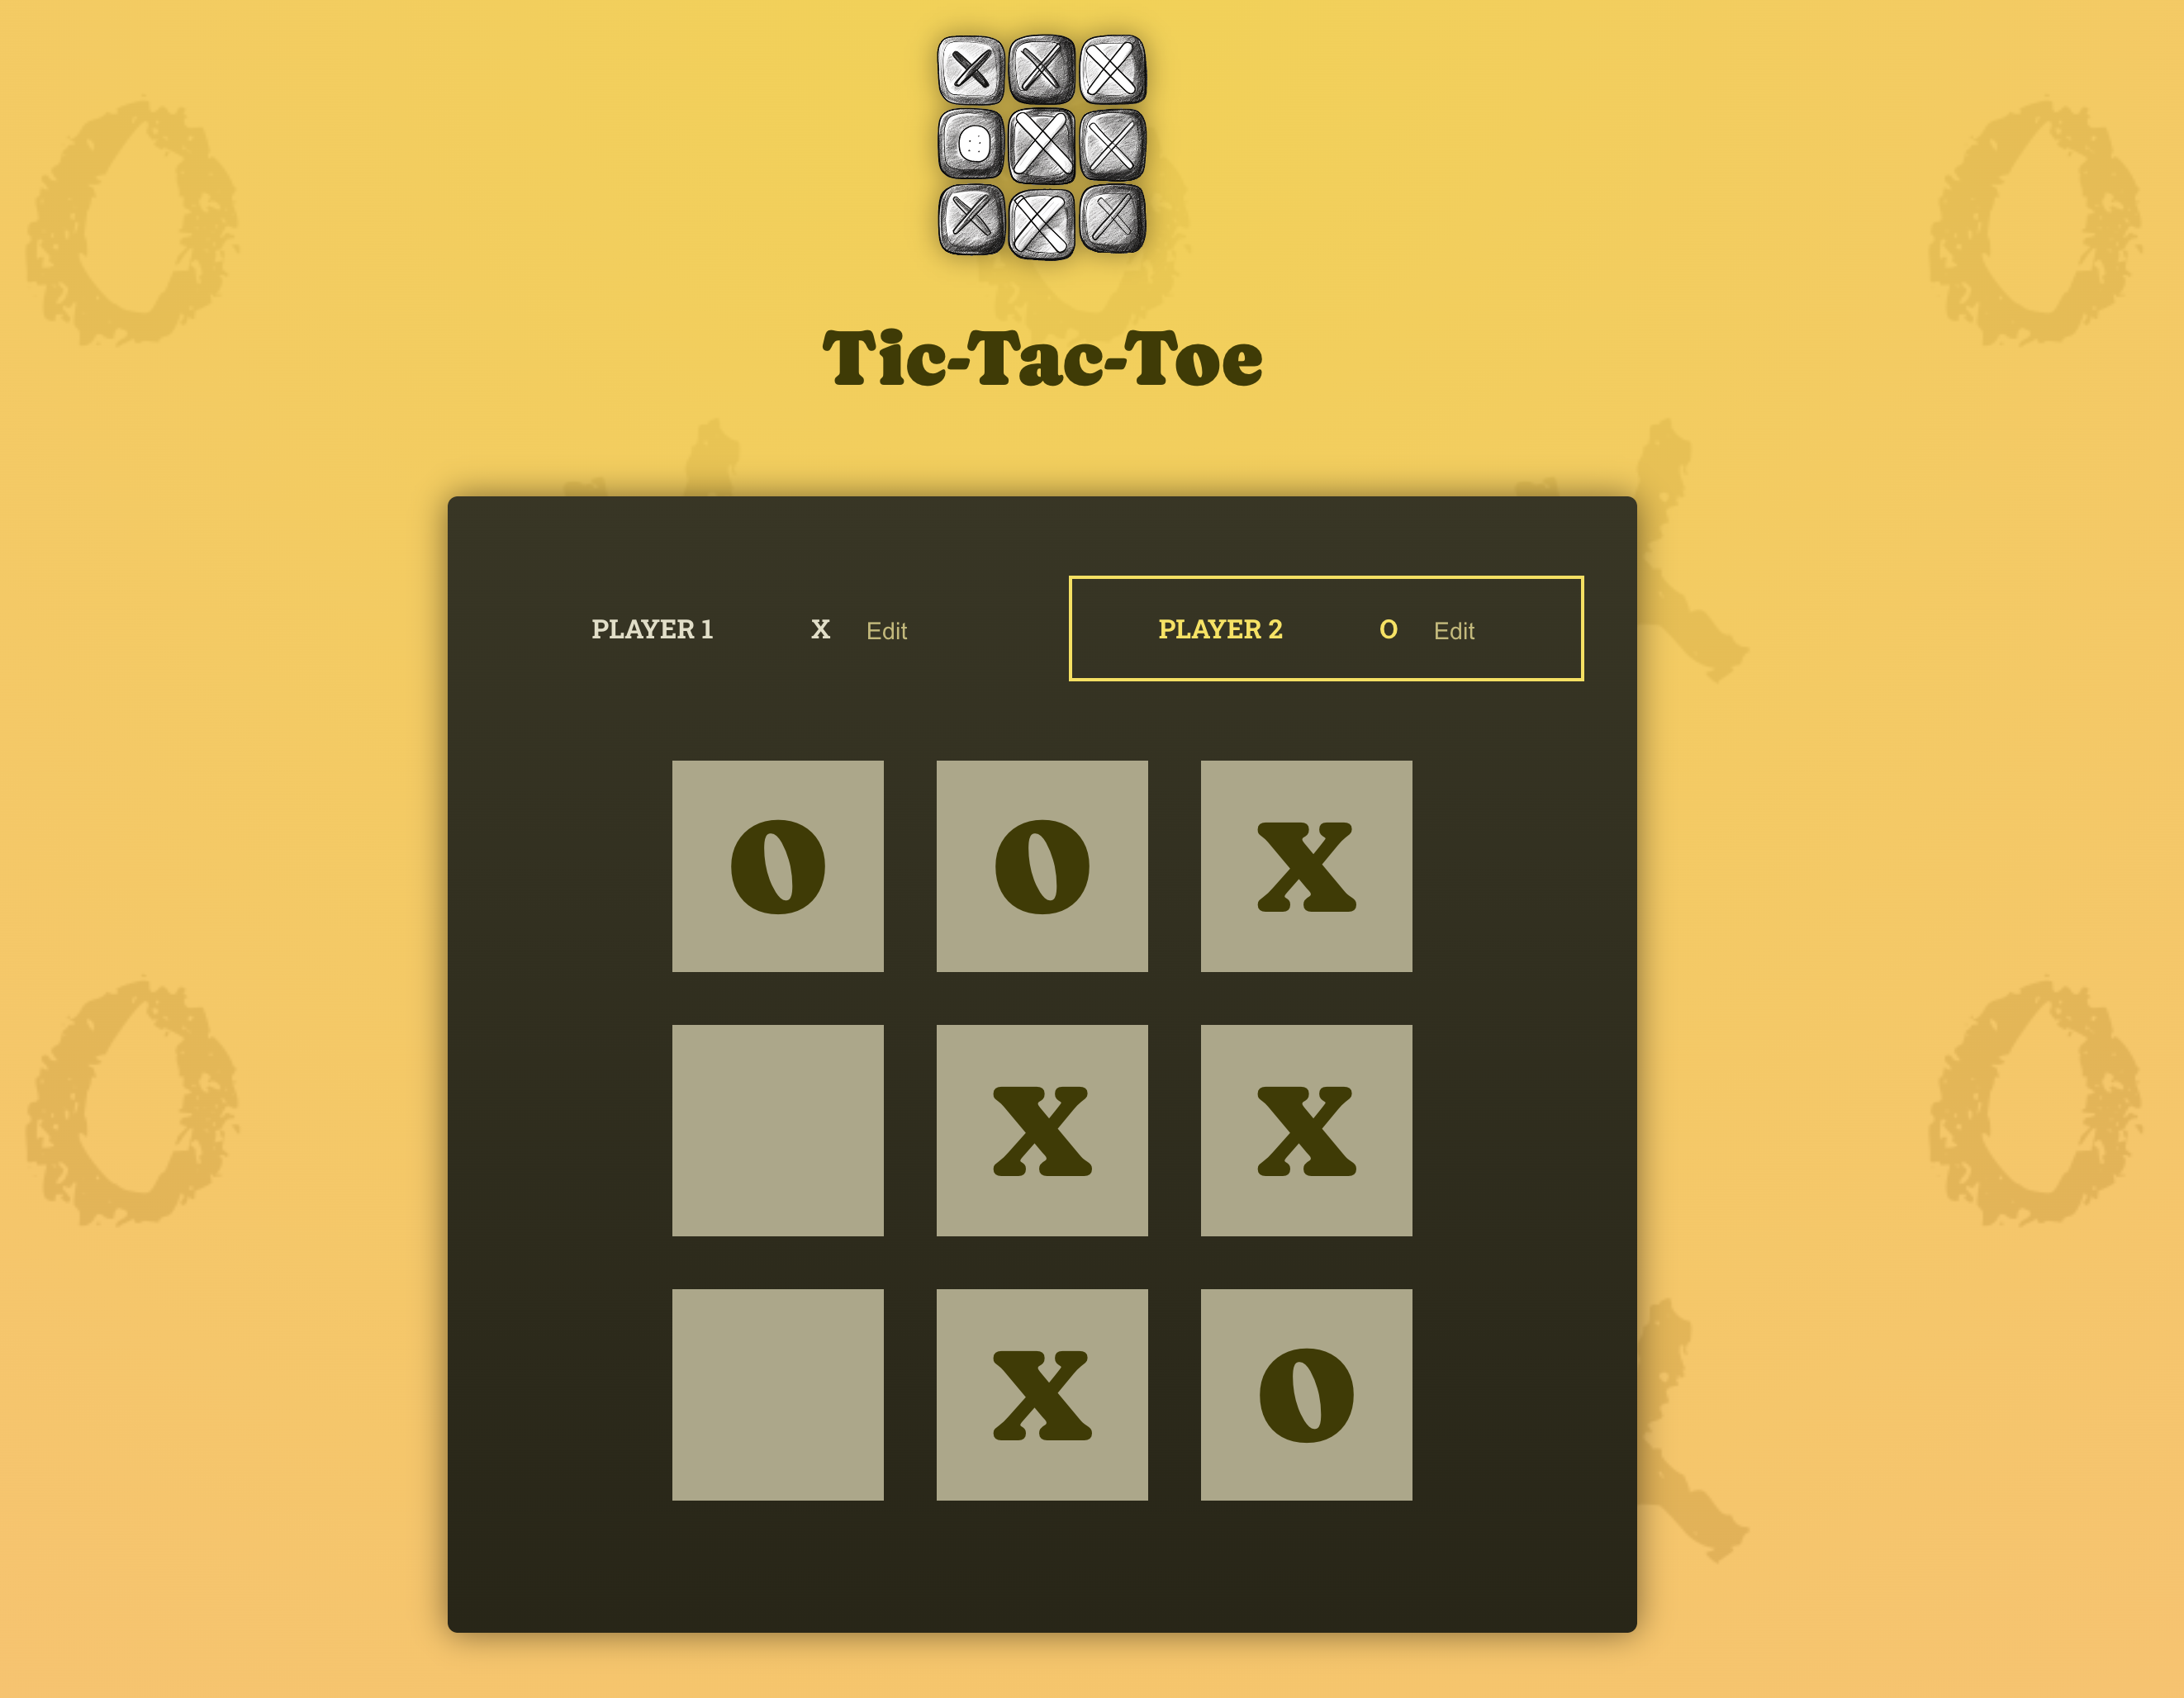 Tic-Tac-Toe
PLAYER 1 X Edit PLAYER 2 O Edit
O O X
X X
X O